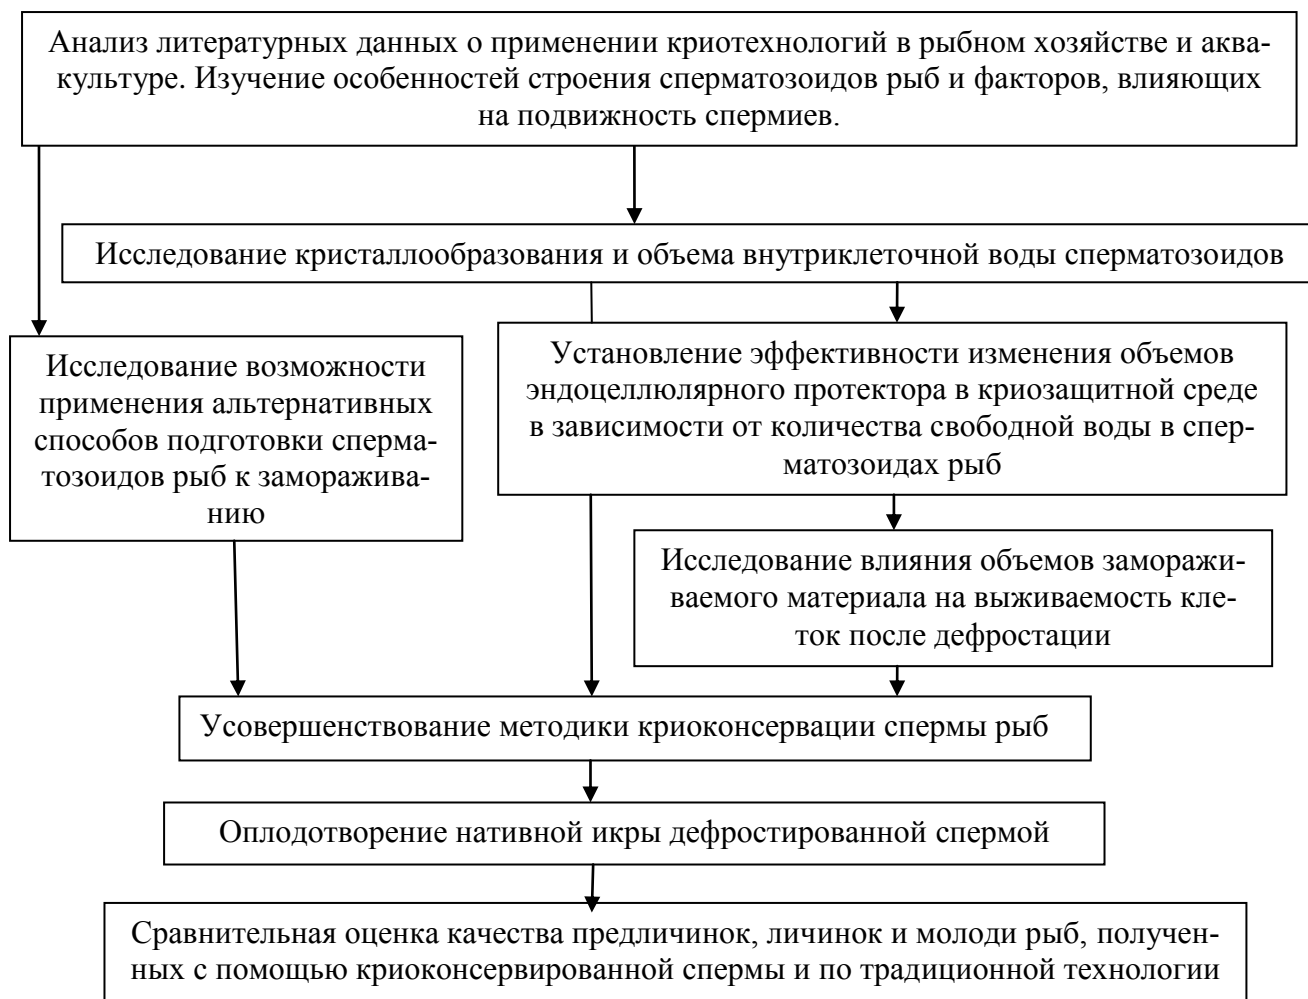 Анализ литературных данных о применении криотехнологий в рыбном хозяйстве и аква-
культуре. Изучение особенностей строения сперматозоидов рыб и факторов, влияющих
на подвижность спермиев.
Исследование кристаллообразования и объема внутриклеточной воды сперматозоидов
Исследование возможности
применения альтернативных
способов подготовки сперма-
тозоидов рыб к заморажива-
нию
Установление эффективности изменения объемов
эндоцеллюлярного протектора в криозащитной среде
в зависимости от количества свободной воды в спер-
матозоидах рыб
Исследование влияния объемов заморажи-
ваемого материала на выживаемость кле-
ток после дефростации
Усовершенствование методики криоконсервации спермы рыб
Оплодотворение нативной икры дефростированной спермой
Сравнительная оценка качества предличинок, личинок и молоди рыб, получен-
ных с помощью криоконсервированной спермы и по традиционной технологии